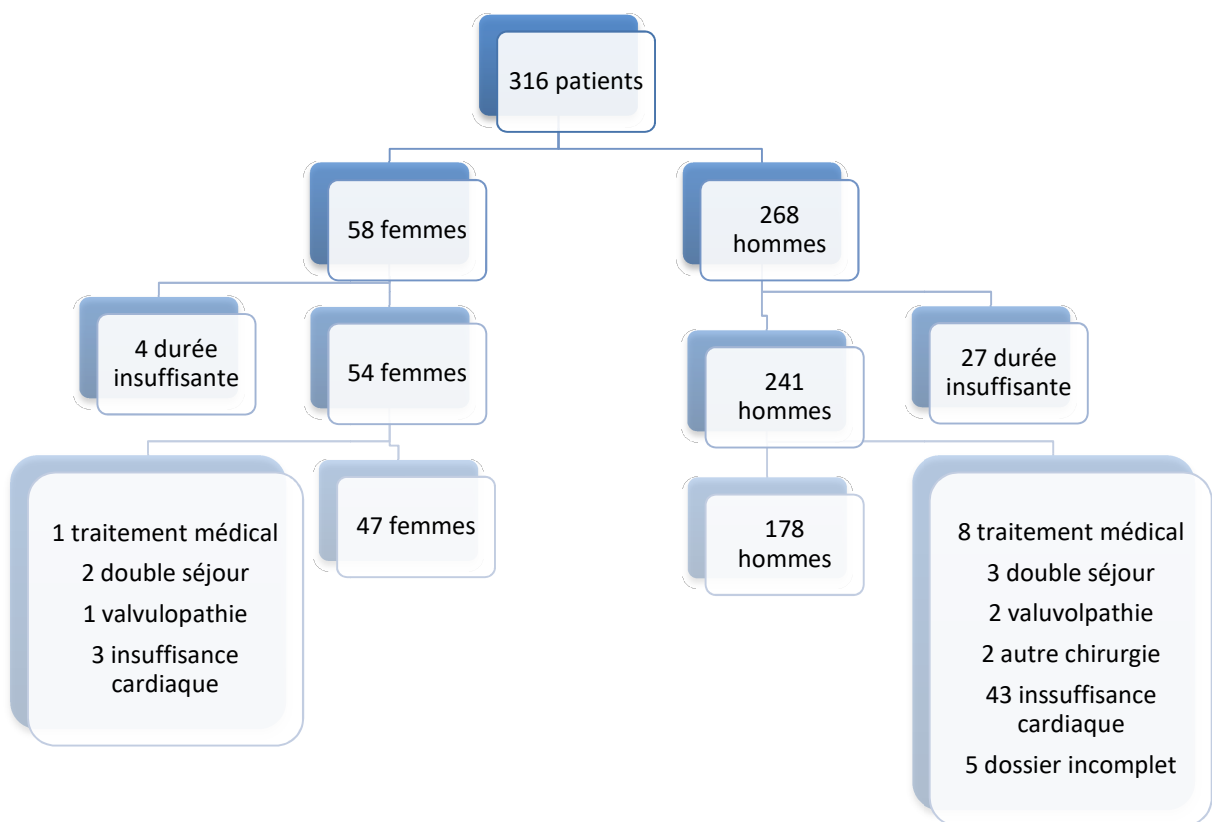 316 patients
58 femmes
268
hommes
4 durée
insuffisante
54 femmes
241
hommes
27 durée
insuffisante
1 traitement médical
2 double séjour
1 valvulopathie
3 insuffisance
cardiaque
47 femmes
178
hommes
8 traitement médical
3 double séjour
2 valuvolpathie
2 autre chirurgie
43 inssuffisance
cardiaque
5 dossier incomplet